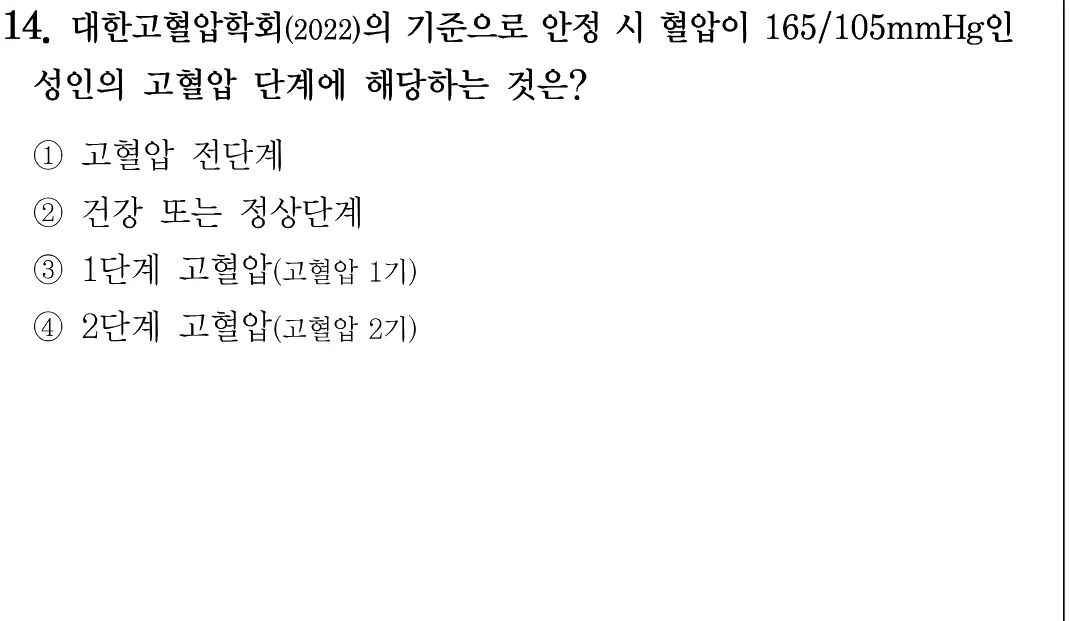 14. 대한고혈압학회(2022)의 기준으로 안정 시 혈압이 165/105mmHg인
성인의 고혈압 단계에 해당하는 것은?
① 고혈압 전단계
② 건강 또는 정상단계
③ 1단계 고혈압(고혈압 1기)
④ 2단계 고혈압(고혈압 2기)